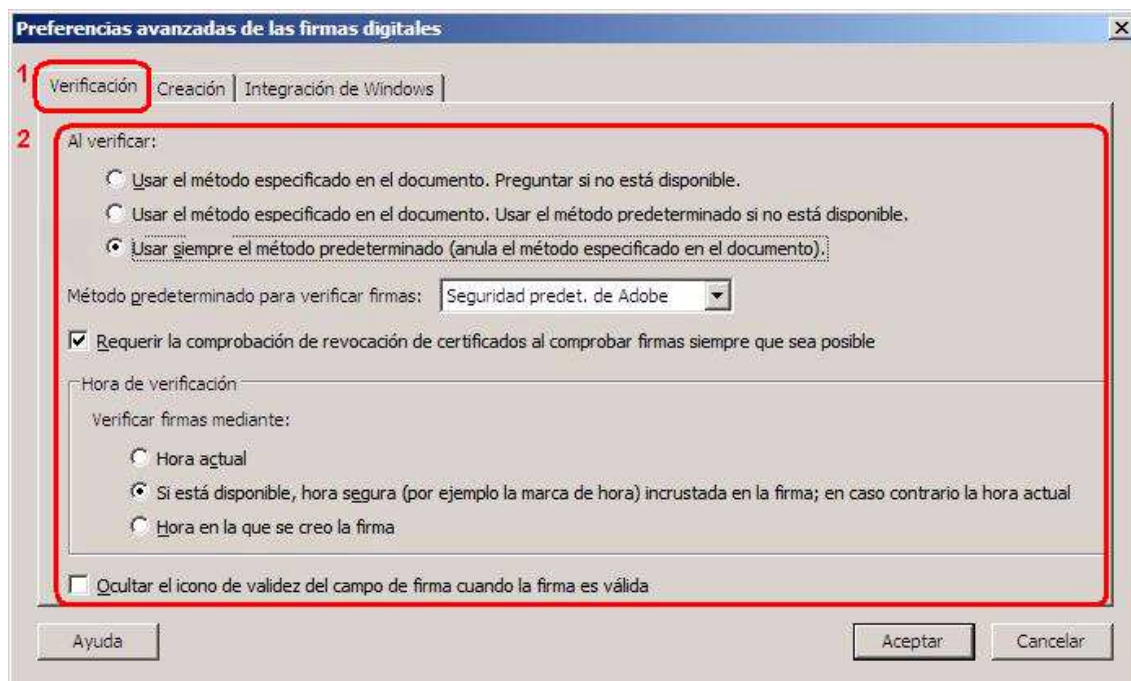 Preferencias avanzadas de las firmas digitales
1
Verificación Creación Integración de Windows
2
Al verificar:
Usar el método especificado en el documento. Preguntar si no está disponible.
Usar el método especificado en el documento. Usar el método predeterminado si no está disponible.
Usar siempre el método predeterminado (anula el método especificado en el documento).
Método predeterminado para verificar firmas: Seguridad predet. de Adobe
Requerir la comprobación de revocación de certificados al comprobar firmas siempre que sea posible
Hora de verificación
Verificar firmas mediante:
Hora actual
Si está disponible, hora segura (por ejemplo la marca de hora) incrustada en la firma; en caso contrario la hora actual
Hora en la que se creo la firma
Ocultar el icono de validez del campo de firma cuando la firma es válida
Ayuda Aceptar Cancelar